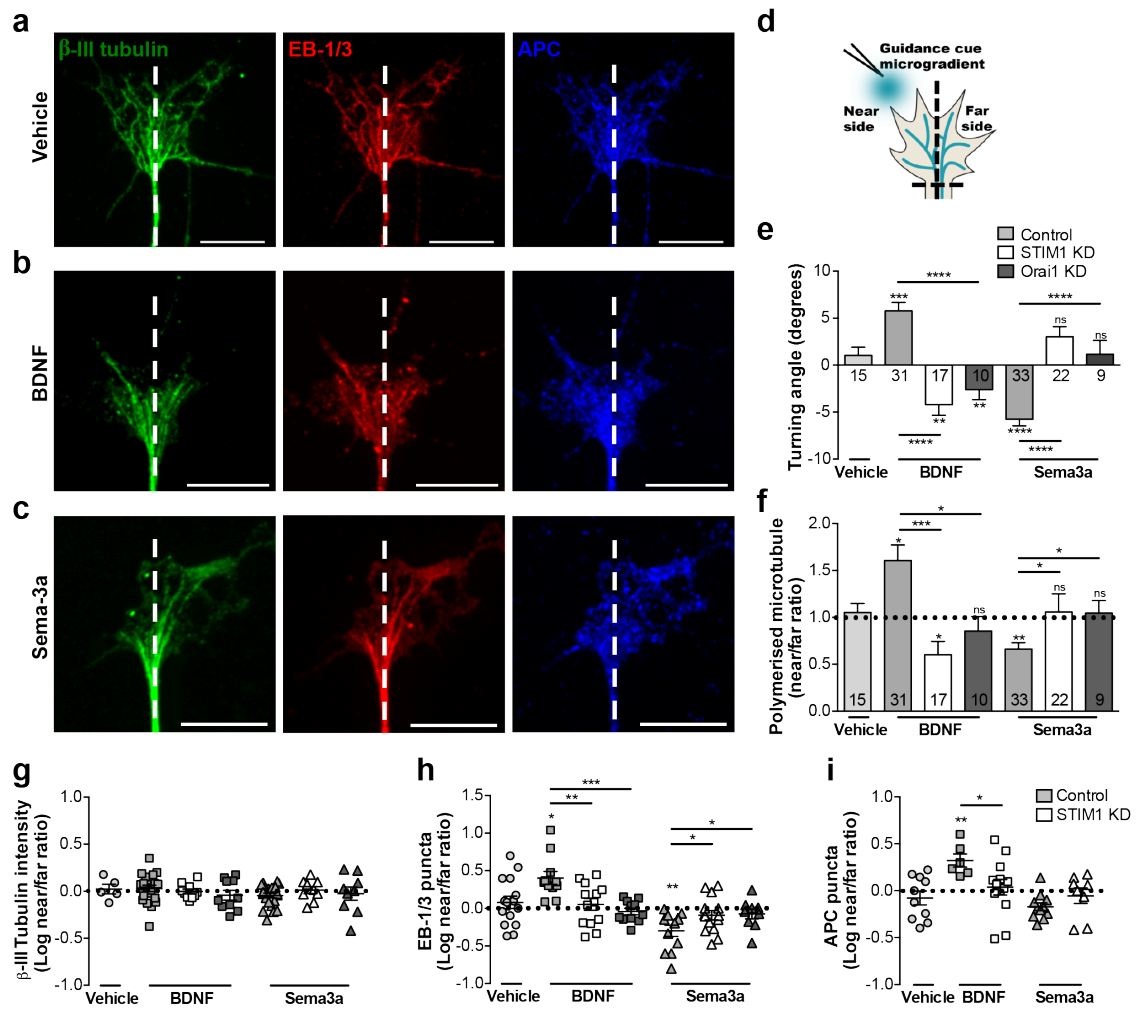 a
β-III tubulin
EB-1/3
APC
Vehicle
b
BDNF
c
Sema-3a
d
Guidance cue
microgradient
Near
side
Far
side
e
Control
STIM1 KD
Orai1 KD
Turning angle (degrees)
10
5
0
-5
-10
****
***
****
ns
ns
15
31
17
10
33
22
9
**
**
****
****
****
Vehicle
BDNF
Sema3a
f
Polymerised microtubule
(near/far ratio)
2.0
1.5
1.0
0.5
0.0
*
***
*
*
*
ns
ns
ns
*
**
15
31
17
10
33
22
9
Vehicle
BDNF
Sema3a
g
β-III Tubulin intensity
(Log near/far ratio)
1.0
0.5
0.0
-0.5
-1.0
Vehicle
BDNF
Sema3a
h
EB-1/3 puncta
(Log near/far ratio)
1.5
1.0
0.5
0.0
-0.5
-1.0
***
**
*
*
*
**
Vehicle
BDNF
Sema3a
i
Control
STIM1 KD
APC puncta
(Log near/far ratio)
1.0
0.5
0.0
-0.5
-1.0
*
**
Vehicle
BDNF
Sema3a